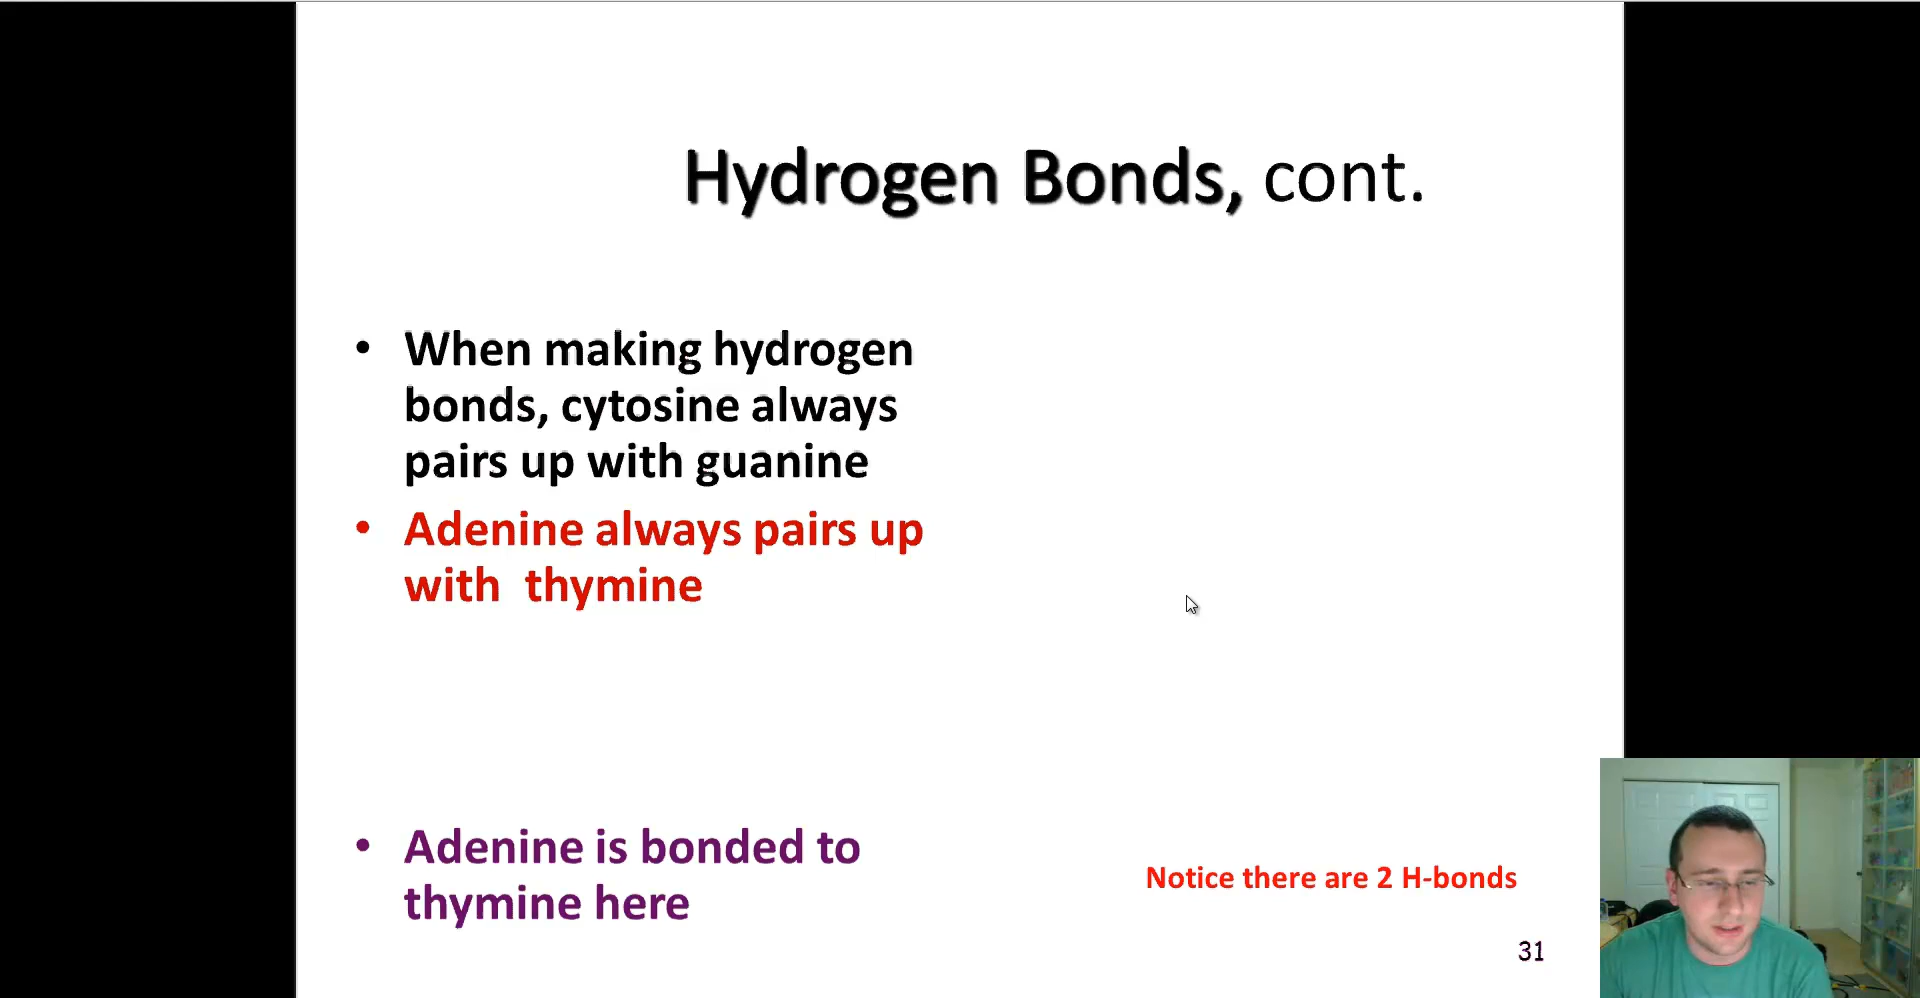 Hydrogen Bonds, cont.
• When making hydrogen
bonds, cytosine always
pairs up with guanine
• Adenine always pairs up
with thymine
• Adenine is bonded to
thymine here
Notice there are 2 H-bonds
31